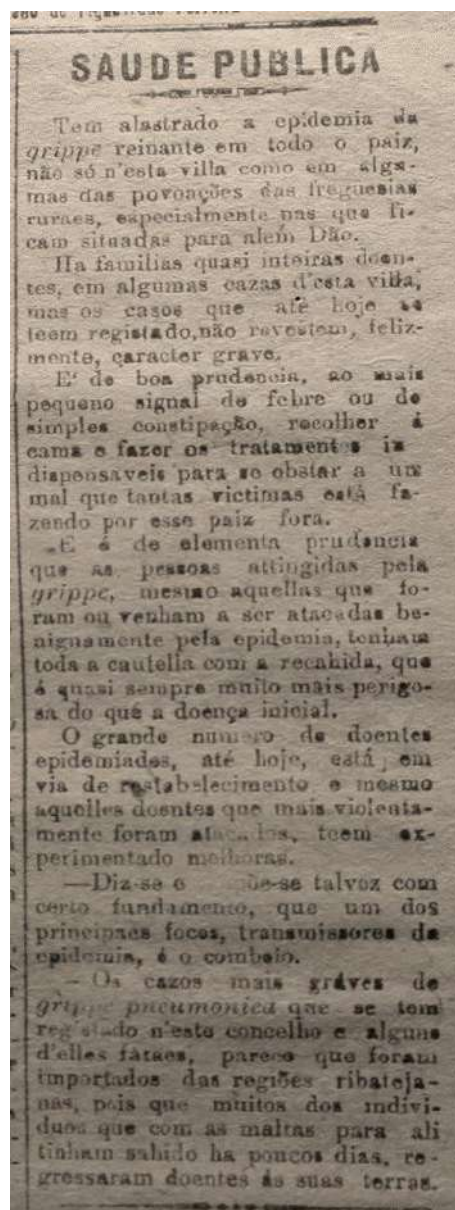 SAUDE PUBLICA
Tem alastrado a epidemia da
grippe reinante em todo o paiz,
não só n'esta villa como em algu-
mas das povoações das freguesias
ruraes, especialmente nas que fi-
cam situadas para alem Dão.
Ha familias quasi inteiras doen-
tes, em algumas cazas d'esta villa,
mas os casos que até hoje se
teem registado, não revestem, feliz-
mente, caracter grave.
E' de boa prudencia, ao mais
pequeno signal de febre ou de
simples constipação, recolher á
cama e fazer os tratamentos in
dispensaveis para se obstar a um
mal que tantas victimas está fa-
zendo por esse paiz fora.
E é de elementa prudencia
que as pessoas attingidas pela
grippe, mesmo aquellas que fo-
ram ou venham a ser atacadas be-
nignamente pela epidemia, tenham
toda a cautella com a recahida, que
é quasi sempre muito mais perigo-
sa do que a doença inicial.
O grande numero de doentes
epidemiados, até hoje, está em
via de restabelecimento e mesmo
aquelles doentes que mais violenta-
mente foram atacados, teem ex-
perimentado melhoras.
—Diz-se e talvez com
certo fundamento, que um dos
principaes focos, transmissores da
epidemia, é o comboio.
— Os cazos mais gráves de
grippe pneumonica que se tem
registado n'este concelho e alguns
d'elles fataes, parece que foram
importados das regiões ribateja-
nas, pois que muitos dos indivi-
duos que com as maltas para ali
tinham sahido ha poucos dias, re-
gressaram doentes ás suas terras.